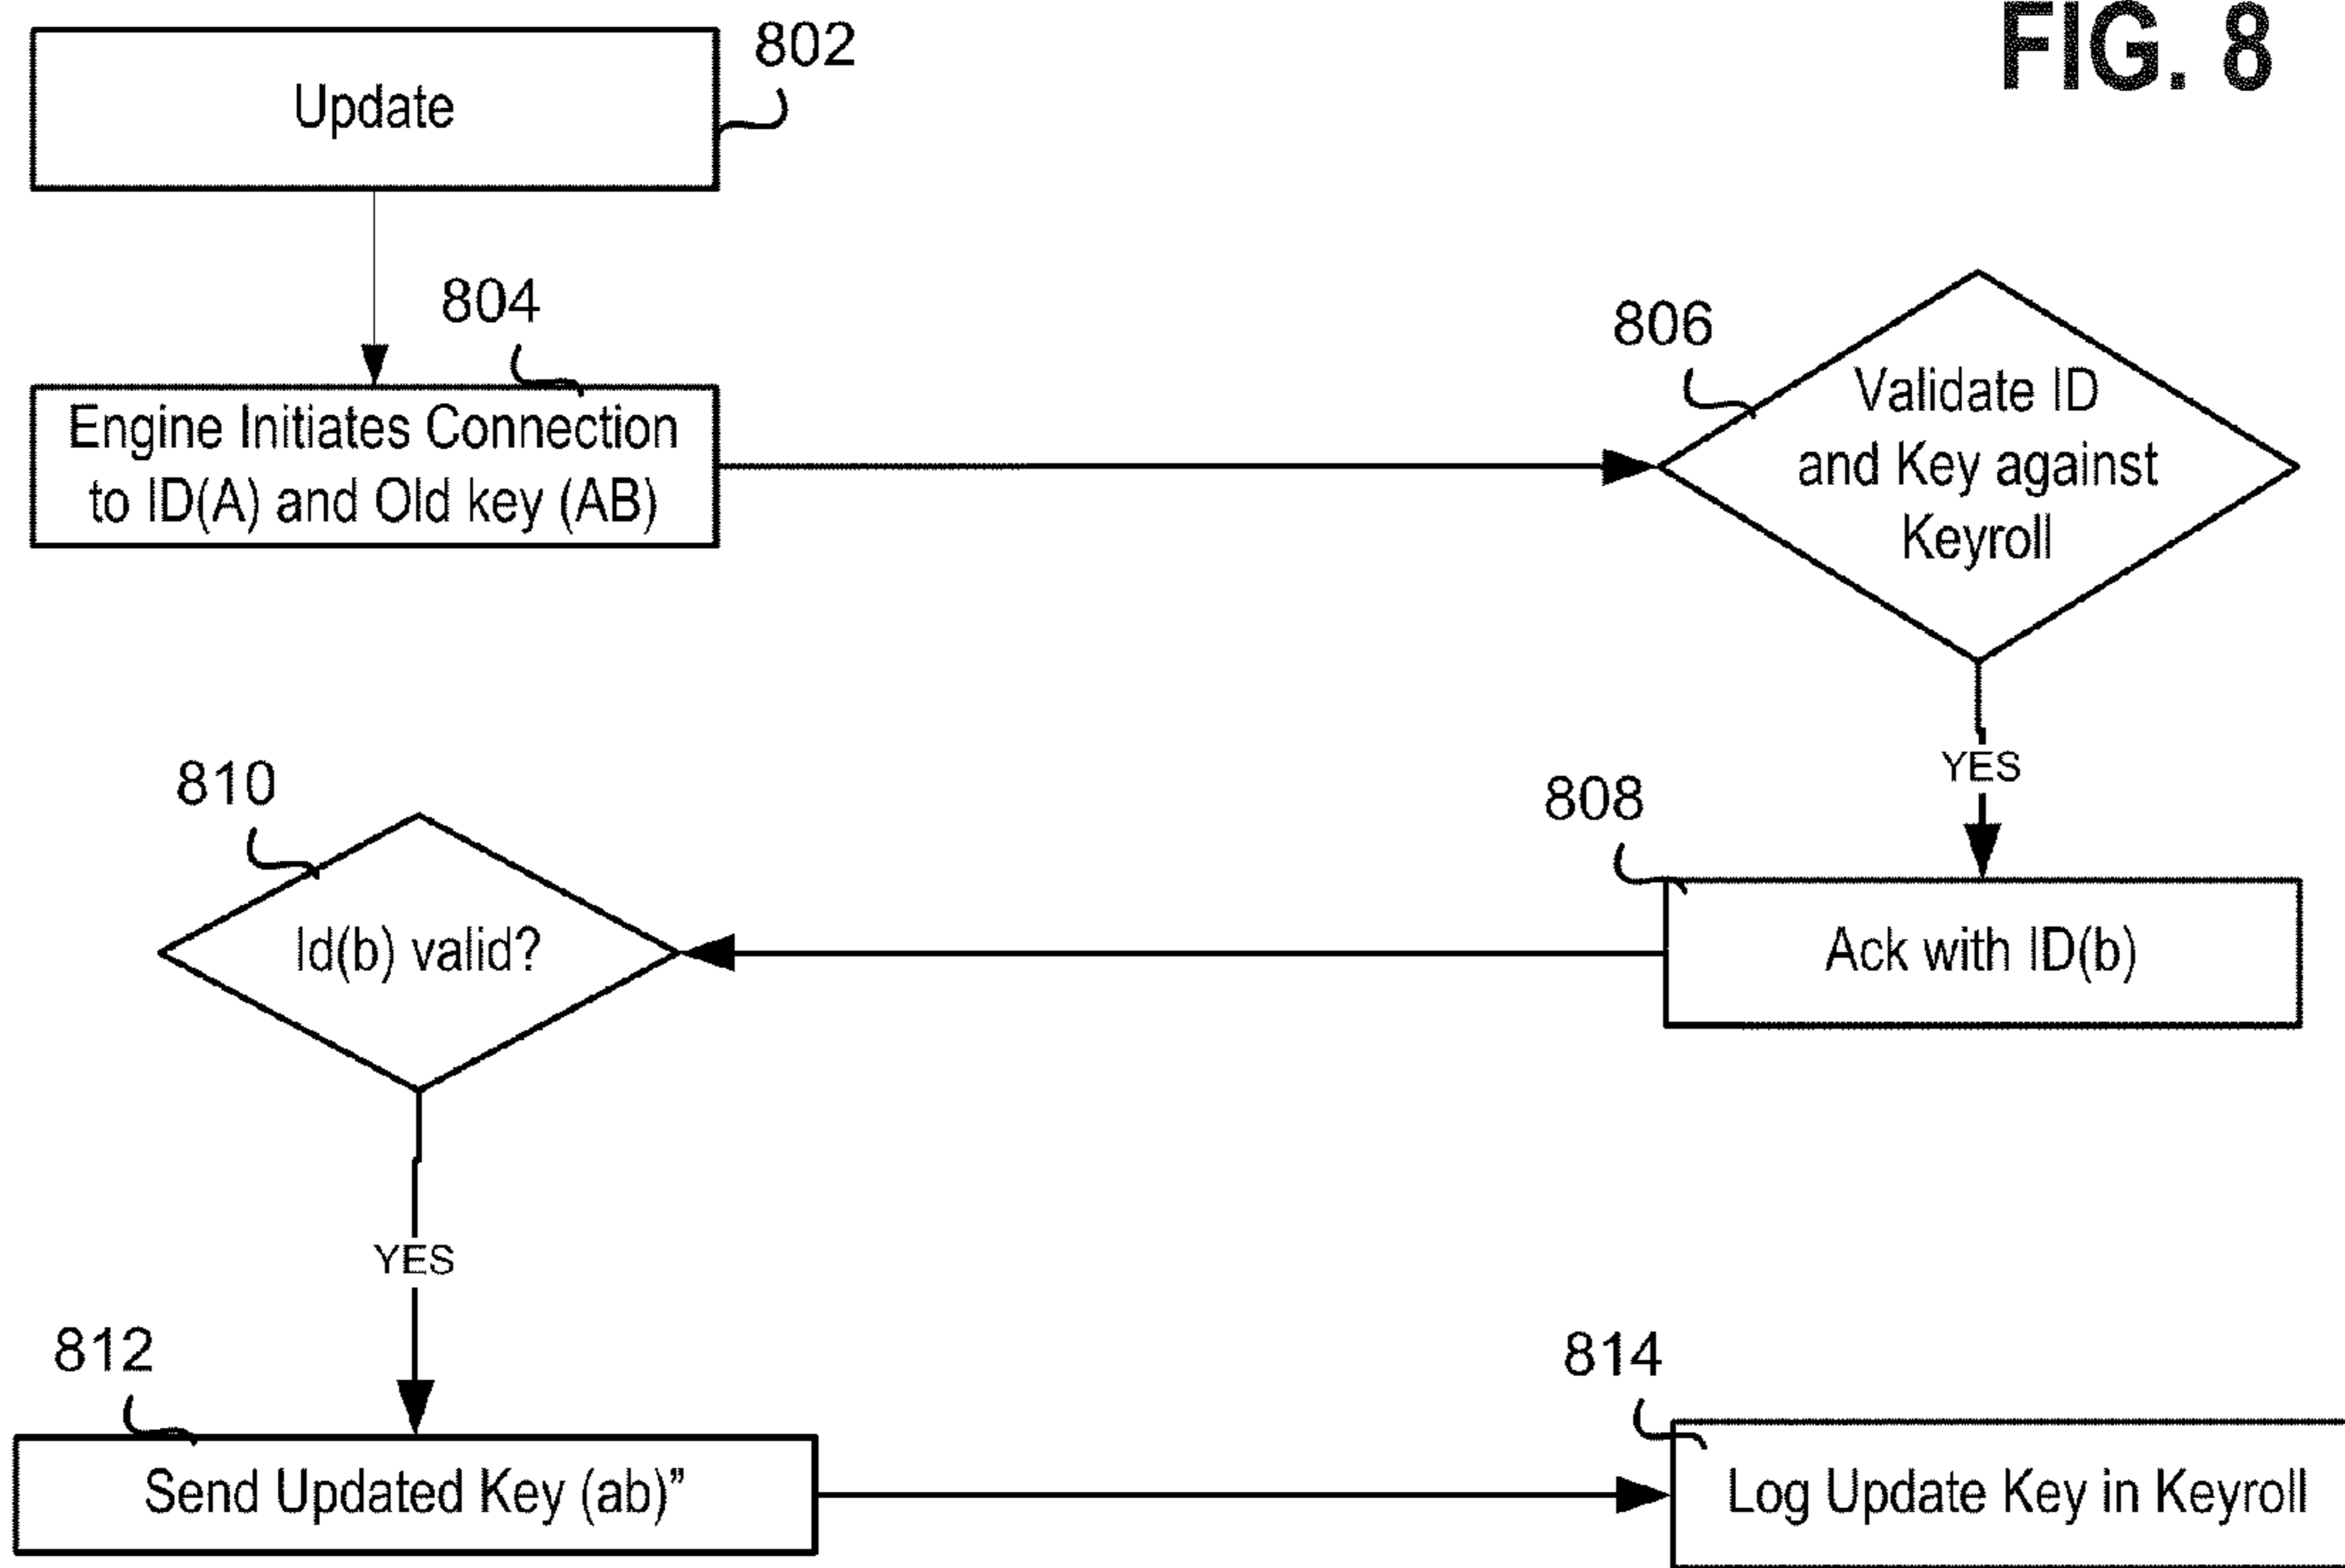 FIG. 8
802
Update
804
Engine Initiates Connection
to ID(A) and Old key (AB)
806
Validate ID
and Key against
Keyroll
YES
808
Ack with ID(b)
810
Id(b) valid?
YES
812
Send Updated Key (ab)”
814
Log Update Key in Keyroll